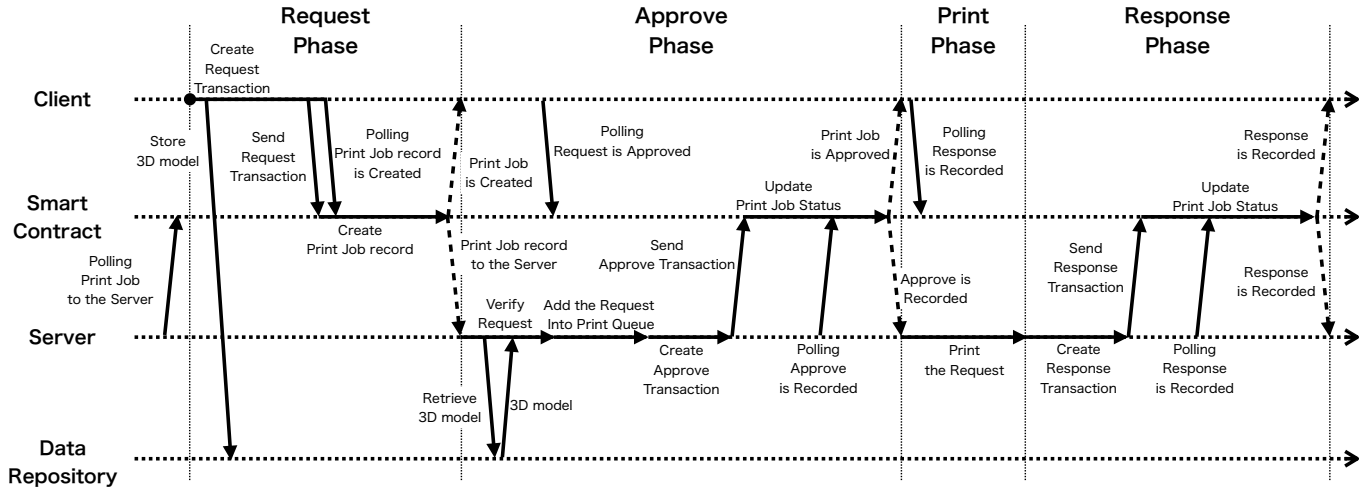 Request
Phase
Approve
Phase
Print
Phase
Response
Phase
Create
Request
Transaction
Client
Store
3D model
Send
Request
Transaction
Polling
Print Job record
is Created
Print Job
is Created
Polling
Request is Approved
Print Job
is Approved
Polling
Response
is Recorded
Response
is Recorded
Update
Print Job Status
Update
Print Job Status
Smart
Contract
Create
Print Job record
Polling
Print Job
to the Server
Print Job record
to the Server
Send
Approve Transaction
Approve is
Recorded
Send
Response
Transaction
Response
is Recorded
Verify
Request
Add the Request
Into Print Queue
Server
Create
Approve
Transaction
Polling
Approve
is Recorded
Print
the Request
Create
Response
Transaction
Polling
Response
is Recorded
Retrieve
3D model
3D model
Data
Repository